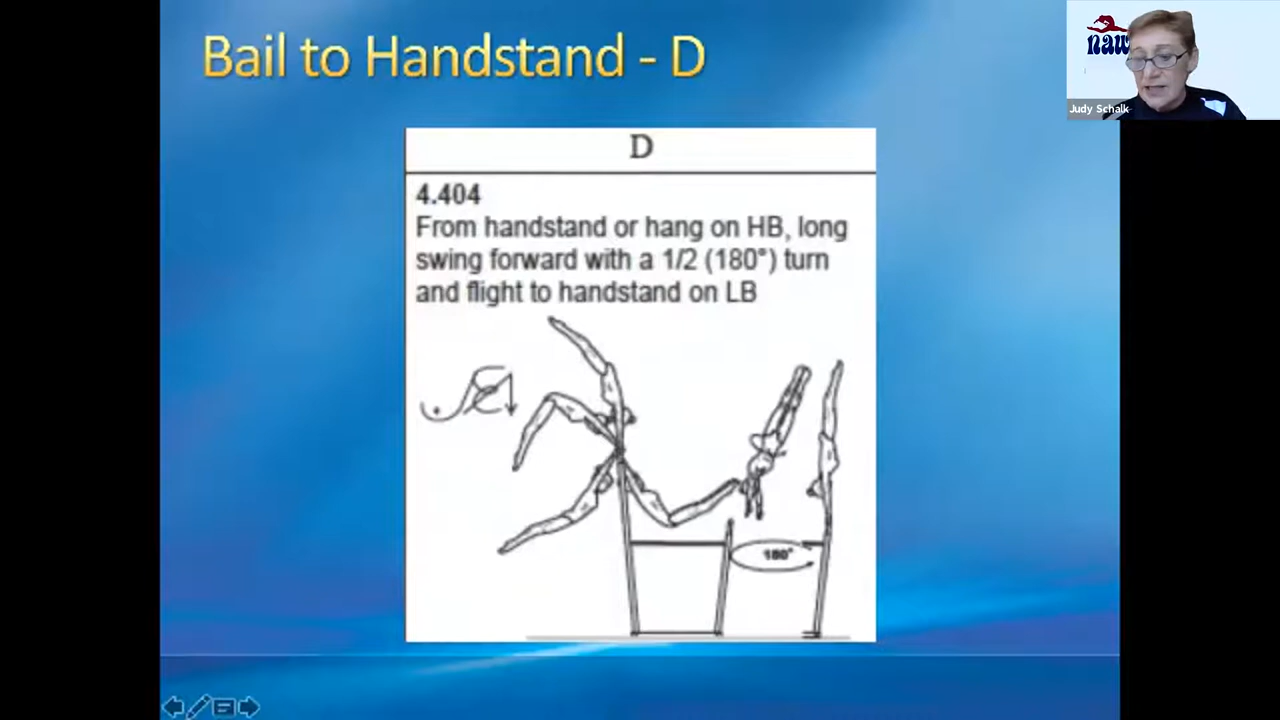 Bail to Handstand - D
naw
Judy Schalk
D
4.404
From handstand or hang on HB, long
swing forward with a 1/2 (180°) turn
and flight to handstand on LB
180°